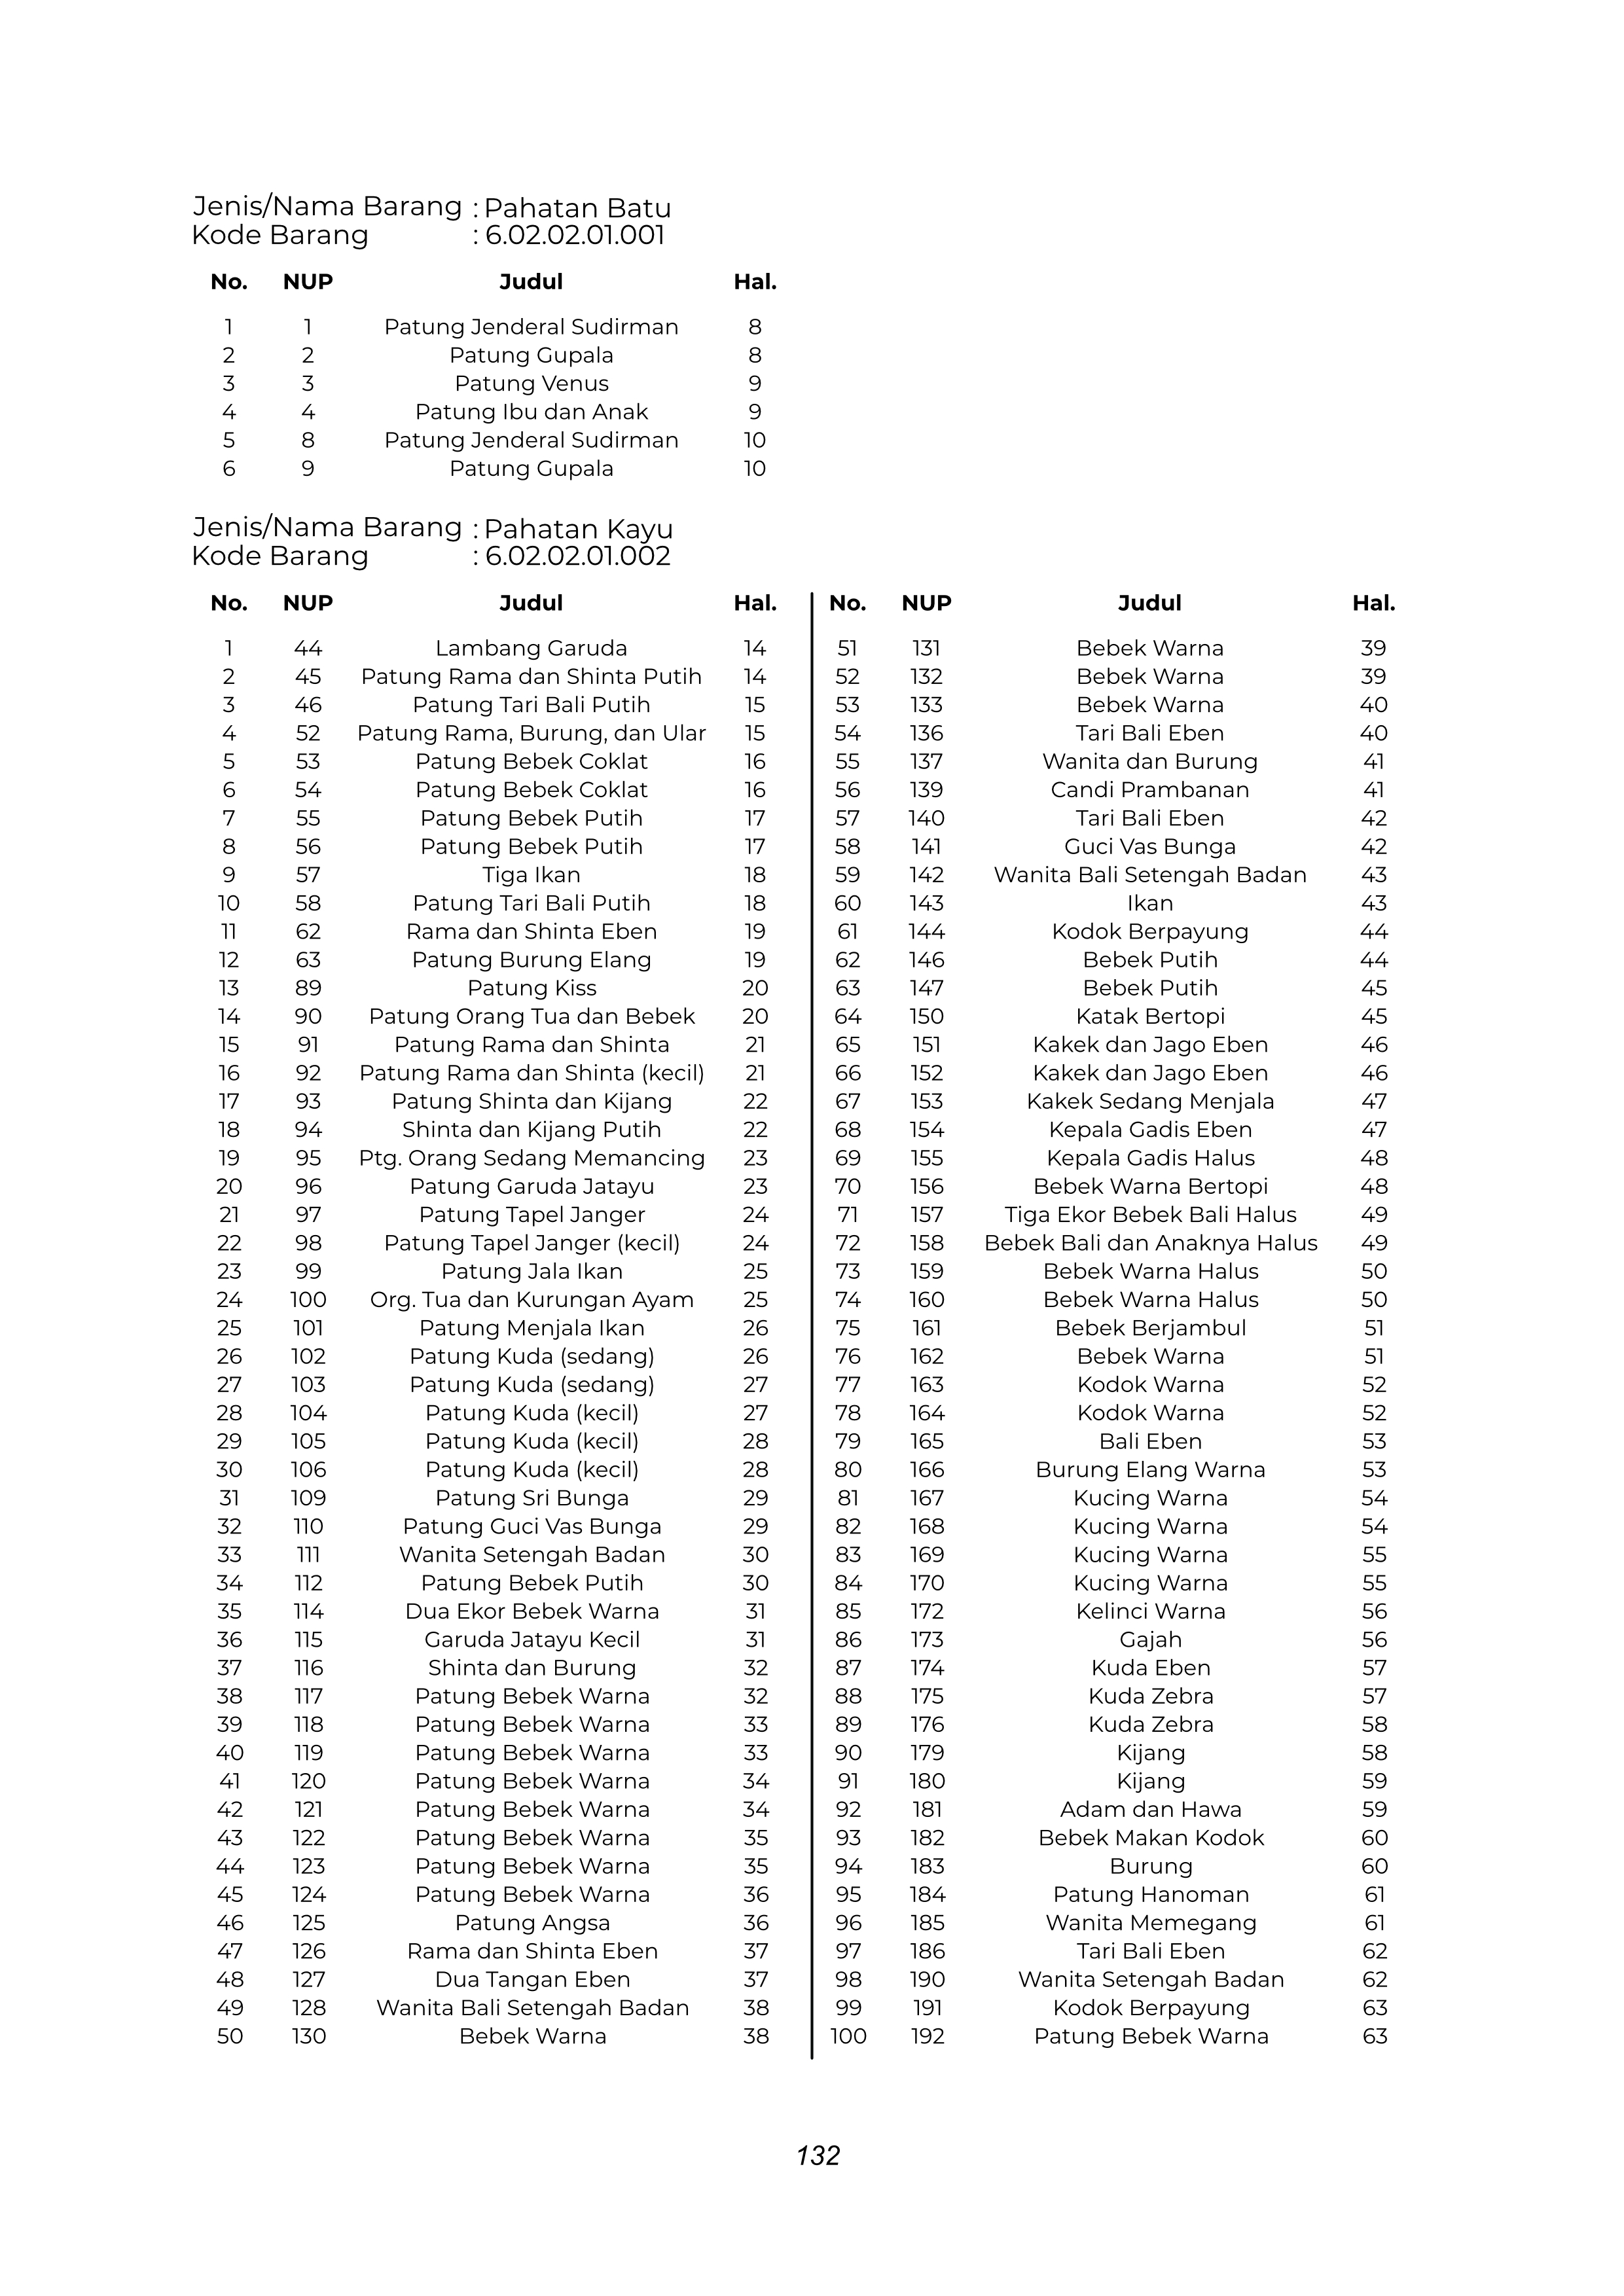 Jenis/Nama Barang : Pahatan Batu
Kode Barang : 6.02.02.01.001
No. NUP Judul Hal.
1 1 Patung Jenderal Sudirman 8
2 2 Patung Gupala 8
3 3 Patung Venus 9
4 4 Patung Ibu dan Anak 9
5 8 Patung Jenderal Sudirman 10
6 9 Patung Gupala 10
Jenis/Nama Barang : Pahatan Kayu
Kode Barang : 6.02.02.01.002
No. NUP Judul Hal.
1 44 Lambang Garuda 14
2 45 Patung Rama dan Shinta Putih 14
3 46 Patung Tari Bali Putih 15
4 52 Patung Rama, Burung, dan Ular 15
5 53 Patung Bebek Coklat 16
6 54 Patung Bebek Coklat 16
7 55 Patung Bebek Putih 17
8 56 Patung Bebek Putih 17
9 57 Tiga Ikan 18
10 58 Patung Tari Bali Putih 18
11 62 Rama dan Shinta Eben 19
12 63 Patung Burung Elang 19
13 89 Patung Kiss 20
14 90 Patung Orang Tua dan Bebek 20
15 91 Patung Rama dan Shinta 21
16 92 Patung Rama dan Shinta (kecil) 21
17 93 Patung Shinta dan Kijang 22
18 94 Shinta dan Kijang Putih 22
19 95 Ptg. Orang Sedang Memancing 23
20 96 Patung Garuda Jatayu 23
21 97 Patung Tapel Janger 24
22 98 Patung Tapel Janger (kecil) 24
23 99 Patung Jala Ikan 25
24 100 Org. Tua dan Kurungan Ayam 25
25 101 Patung Menjala Ikan 26
26 102 Patung Kuda (sedang) 26
27 103 Patung Kuda (sedang) 27
28 104 Patung Kuda (kecil) 27
29 105 Patung Kuda (kecil) 28
30 106 Patung Kuda (kecil) 28
31 109 Patung Sri Bunga 29
32 110 Patung Guci Vas Bunga 29
33 111 Wanita Setengah Badan 30
34 112 Patung Bebek Putih 30
35 114 Dua Ekor Bebek Warna 31
36 115 Garuda Jatayu Kecil 31
37 116 Shinta dan Burung 32
38 117 Patung Bebek Warna 32
39 118 Patung Bebek Warna 33
40 119 Patung Bebek Warna 33
41 120 Patung Bebek Warna 34
42 121 Patung Bebek Warna 34
43 122 Patung Bebek Warna 35
44 123 Patung Bebek Warna 35
45 124 Patung Bebek Warna 36
46 125 Patung Angsa 36
47 126 Rama dan Shinta Eben 37
48 127 Dua Tangan Eben 37
49 128 Wanita Bali Setengah Badan 38
50 130 Bebek Warna 38
No. NUP Judul Hal.
51 131 Bebek Warna 39
52 132 Bebek Warna 39
53 133 Bebek Warna 40
54 136 Tari Bali Eben 40
55 137 Wanita dan Burung 41
56 139 Candi Prambanan 41
57 140 Tari Bali Eben 42
58 141 Guci Vas Bunga 42
59 142 Wanita Bali Setengah Badan 43
60 143 Ikan 43
61 144 Kodok Berpayung 44
62 146 Bebek Putih 44
63 147 Bebek Putih 45
64 150 Katak Bertopi 45
65 151 Kakek dan Jago Eben 46
66 152 Kakek dan Jago Eben 46
67 153 Kakek Sedang Menjala 47
68 154 Kepala Gadis Eben 47
69 155 Kepala Gadis Halus 48
70 156 Bebek Warna Bertopi 48
71 157 Tiga Ekor Bebek Bali Halus 49
72 158 Bebek Bali dan Anaknya Halus 49
73 159 Bebek Warna Halus 50
74 160 Bebek Warna Halus 50
75 161 Bebek Berjambul 51
76 162 Bebek Warna 51
77 163 Kodok Warna 52
78 164 Kodok Warna 52
79 165 Bali Eben 53
80 166 Burung Elang Warna 53
81 167 Kucing Warna 54
82 168 Kucing Warna 54
83 169 Kucing Warna 55
84 170 Kucing Warna 55
85 172 Kelinci Warna 56
86 173 Gajah 56
87 174 Kuda Eben 57
88 175 Kuda Zebra 57
89 176 Kuda Zebra 58
90 179 Kijang 58
91 180 Kijang 59
92 181 Adam dan Hawa 59
93 182 Bebek Makan Kodok 60
94 183 Burung 60
95 184 Patung Hanoman 61
96 185 Wanita Memegang 61
97 186 Tari Bali Eben 62
98 190 Wanita Setengah Badan 62
99 191 Kodok Berpayung 63
100 192 Patung Bebek Warna 63
132